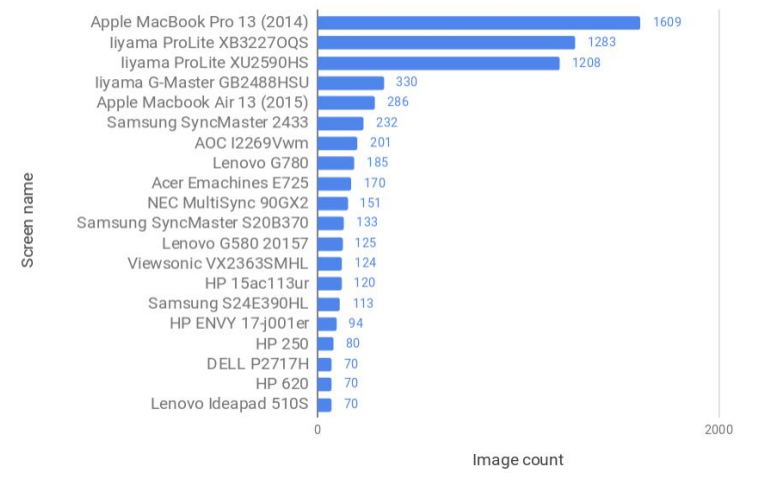 Apple MacBook Pro 13 (2014) 1609
Iiyama ProLite XB3227OQS 1283
Iiyama ProLite XU2590HS 1208
Iiyama G-Master GB2488HSU 330
Apple Macbook Air 13 (2015) 286
Samsung SyncMaster 2433 232
AOC I2269Vwm 201
Lenovo G780 185
Acer Emachines E725 170
NEC MultiSync 90GX2 151
Samsung SyncMaster S20B370 133
Lenovo G580 20157 125
Viewsonic VX2363SMHL 124
HP 15ac113ur 120
Samsung S24E390HL 113
HP ENVY 17-j001er 94
HP 250 80
DELL P2717H 70
HP 620 70
Lenovo Ideapad 510S 70
Screen name
0 2000
Image count